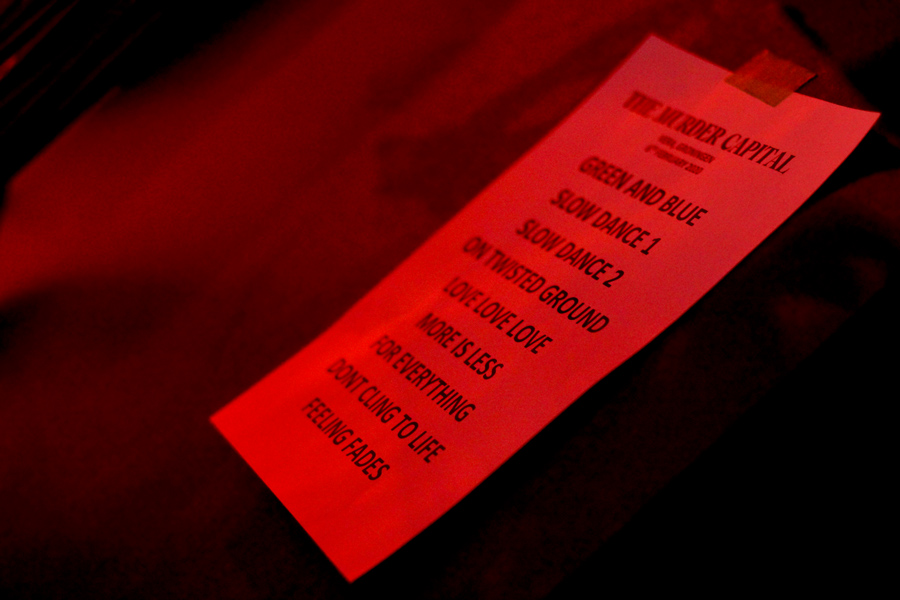 THE MURDER CAPITAL
GREEN AND BLUE
SLOW DANCE 1
SLOW DANCE 2
ON TWISTED GROUND
LOVE LOVE LOVE
MORE IS LESS
FOR EVERYTHING
DONT CLING TO LIFE
FEELING FADES